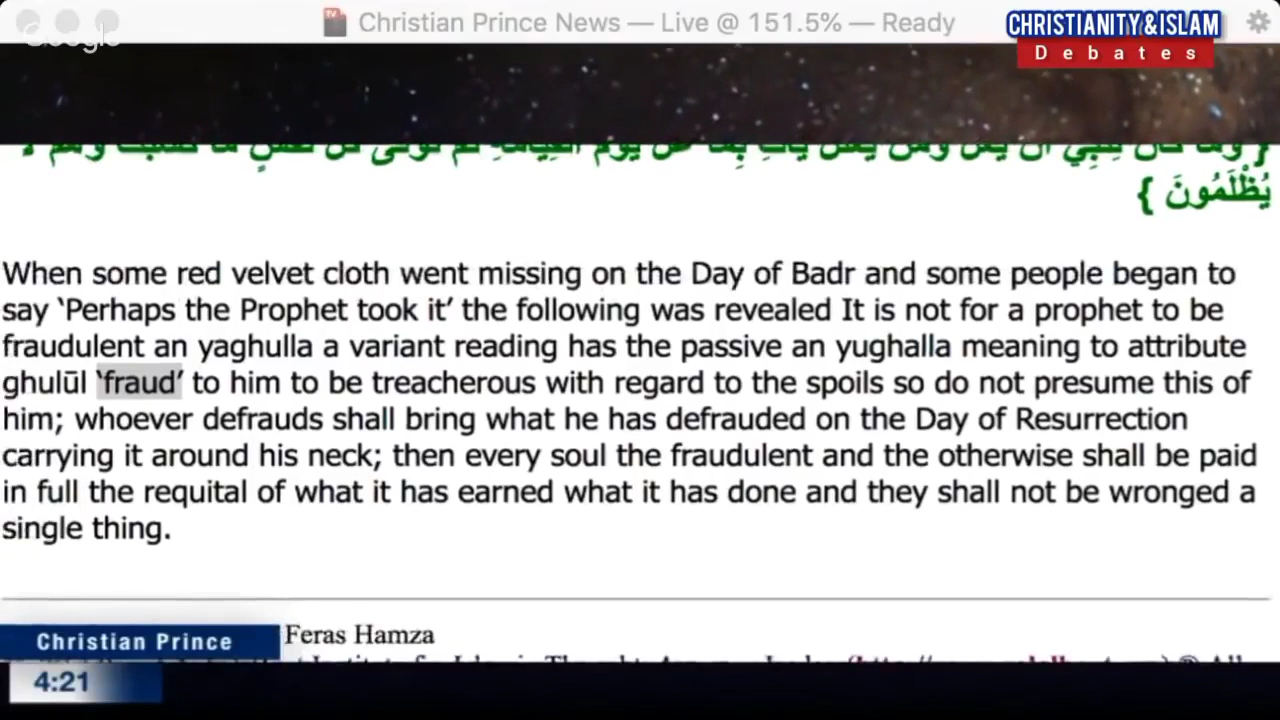 Christian Prince News — Live @ 151.5% — Ready
CHRISTIANITY & ISLAM
Debates
Google
يُظْلَمُونَ }
When some red velvet cloth went missing on the Day of Badr and some people began to
say ‘Perhaps the Prophet took it’ the following was revealed It is not for a prophet to be
fraudulent an yaghulla a variant reading has the passive an yughalla meaning to attribute
ghulūl ‘fraud’ to him to be treacherous with regard to the spoils so do not presume this of
him; whoever defrauds shall bring what he has defrauded on the Day of Resurrection
carrying it around his neck; then every soul the fraudulent and the otherwise shall be paid
in full the requital of what it has earned what it has done and they shall not be wronged a
single thing.
Feras Hamza
Christian Prince
4:21